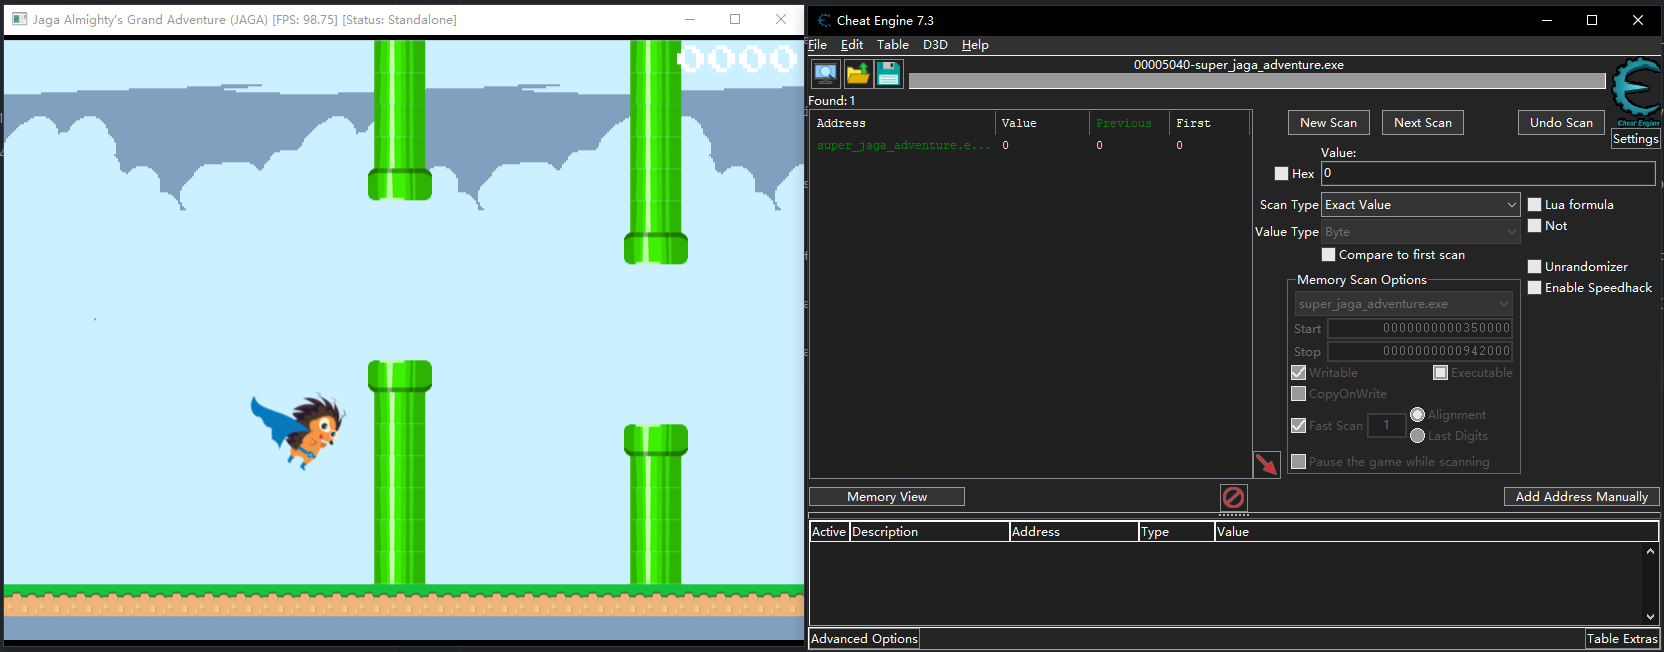 Jaga Almighty's Grand Adventure (JAGA) [FPS: 98.75] [Status: Standalone]
0000
Cheat Engine 7.3
File Edit Table D3D Help
00005040-super_jaga_adventure.exe
Cheat Engine
Found: 1
Settings
Address Value Previous First
super_jaga_adventure.e... 0 0 0
New Scan Next Scan Undo Scan
Value:
Hex 0
Scan Type Exact Value
Lua formula
Value Type Byte
Not
Compare to first scan
Unrandomizer
Enable Speedhack
Memory Scan Options
super_jaga_adventure.exe
Start 0000000000350000
Stop 0000000000942000
Writable Executable
CopyOnWrite
Fast Scan 1 Alignment
Last Digits
Pause the game while scanning
Memory View
Add Address Manually
Active Description Address Type Value
Advanced Options
Table Extras